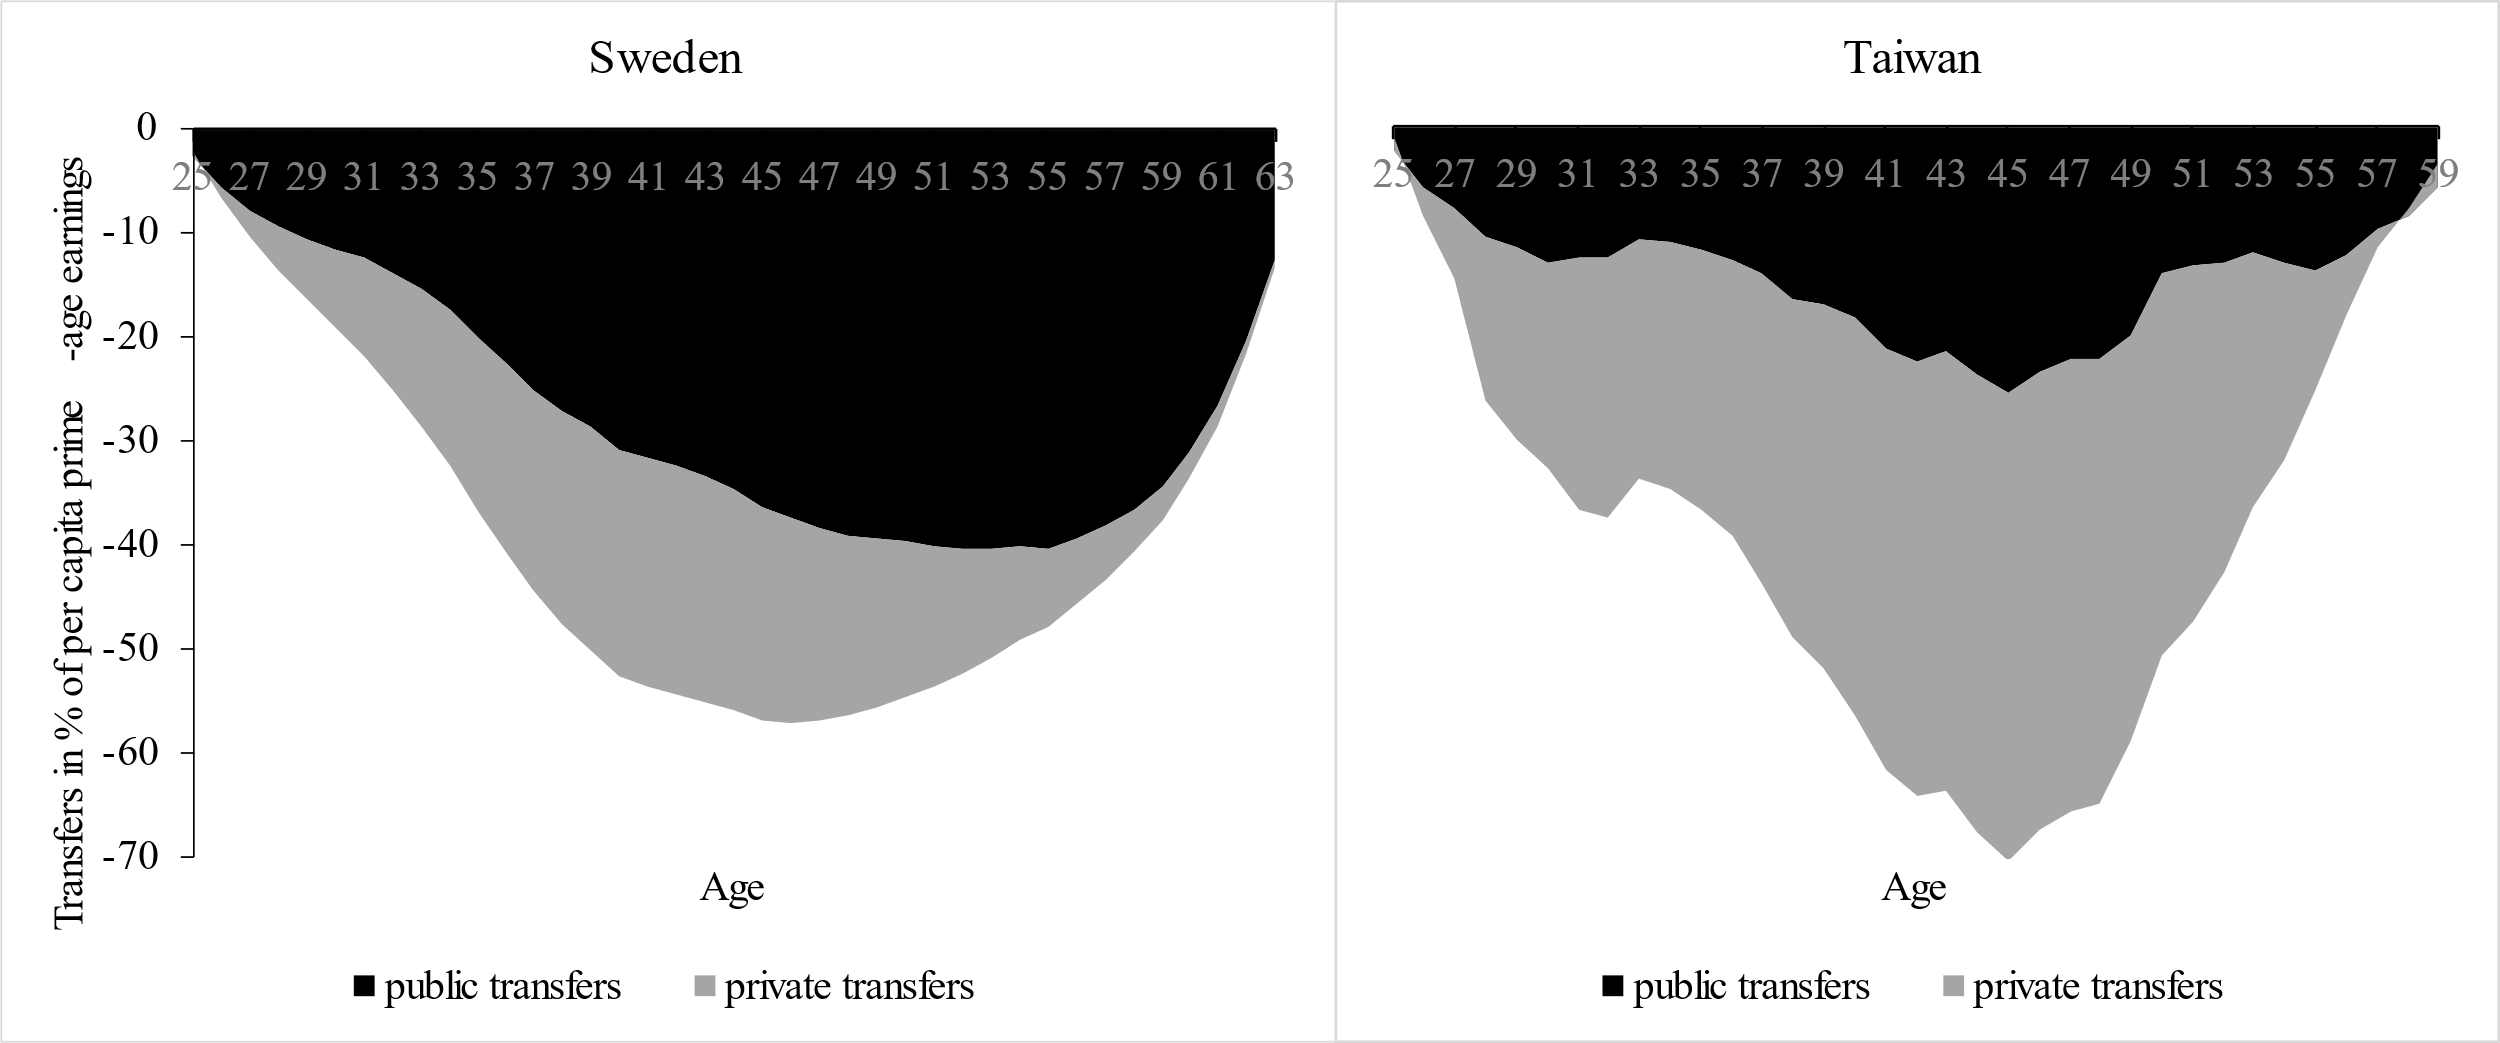 Sweden
Transfers in % of per capita prime -age earnings
0
-10
-20
-30
-40
-50
-60
-70
25 27 29 31 33 35 37 39 41 43 45 47 49 51 53 55 57 59 61 63
Age
public transfers private transfers
Taiwan
25 27 29 31 33 35 37 39 41 43 45 47 49 51 53 55 57 59
Age
public transfers private transfers